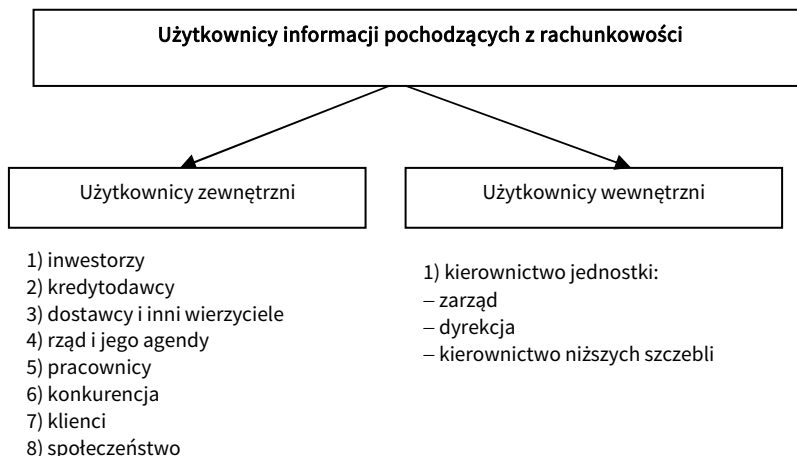 Użytkownicy informacji pochodzących z rachunkowości
Użytkownicy zewnętrzni
1) inwestorzy
2) kredytodawcy
3) dostawcy i inni wierzyciele
4) rząd i jego agendy
5) pracownicy
6) konkurencja
7) klienci
8) społeczeństwo
Użytkownicy wewnętrzni
1) kierownictwo jednostki:
– zarząd
– dyrekcja
– kierownictwo niższych szczebli